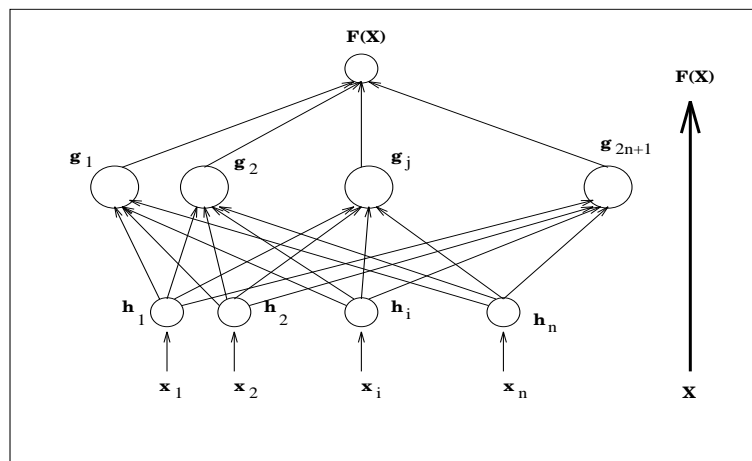 F(X)
F(X)
g 1 g 2 g j g 2n+1
h 1 h 2 h i h n
x 1 x 2 x i x n X